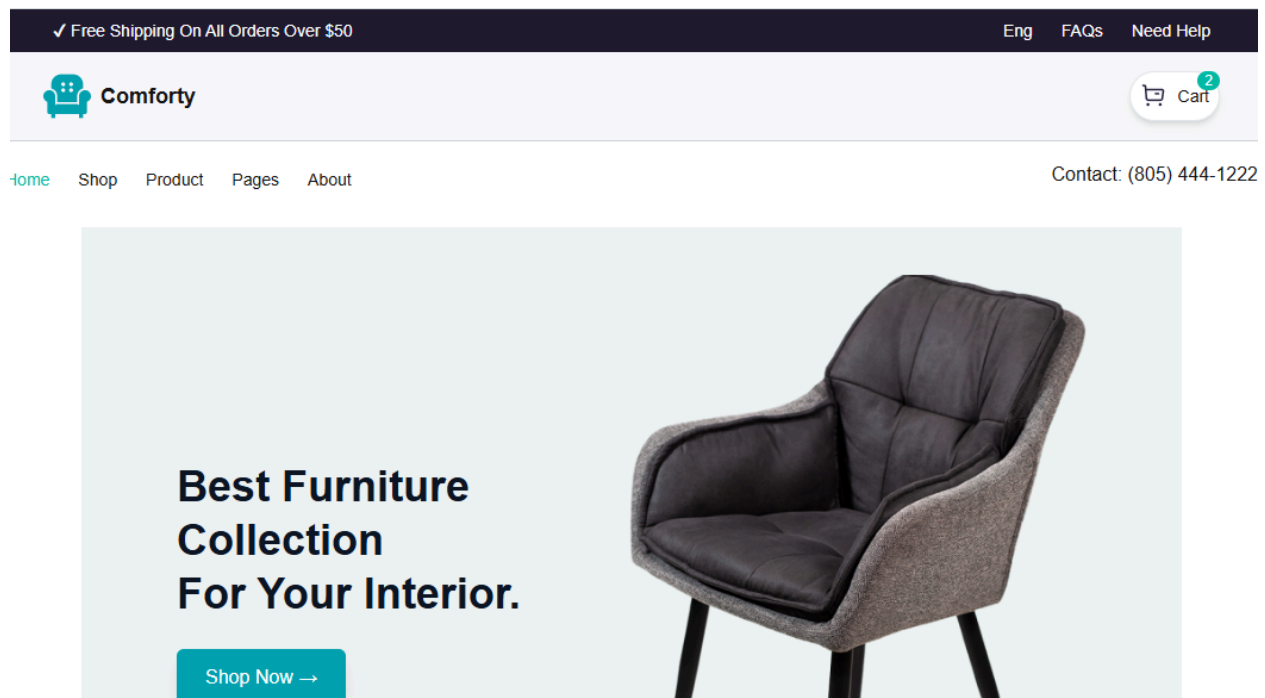 ✓ Free Shipping On All Orders Over $50
Eng FAQs Need Help
Comforty
2
Cart
Home Shop Product Pages About
Contact: (805) 444-1222
Best Furniture
Collection
For Your Interior.
Shop Now →